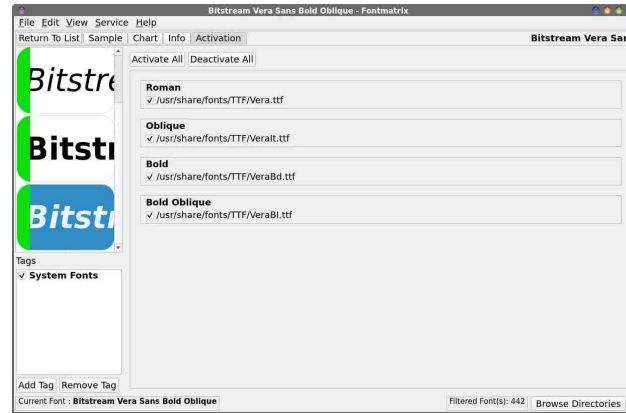 Bitstream Vera Sans Bold Oblique - Fontmatrix
File Edit View Service Help
Return To List Sample Chart Info Activation
Bitstream Vera Sar
Activate All Deactivate All
Bitstre
Bitstr
Bitst
Roman
/usr/share/fonts/TTF/Vera.ttf
Oblique
/usr/share/fonts/TTF/VeraIt.ttf
Bold
/usr/share/fonts/TTF/VeraBd.ttf
Bold Oblique
/usr/share/fonts/TTF/VeraBI.ttf
Tags
System Fonts
Add Tag Remove Tag
Current Font : Bitstream Vera Sans Bold Oblique
Filtered Font(s): 442
Browse Directories